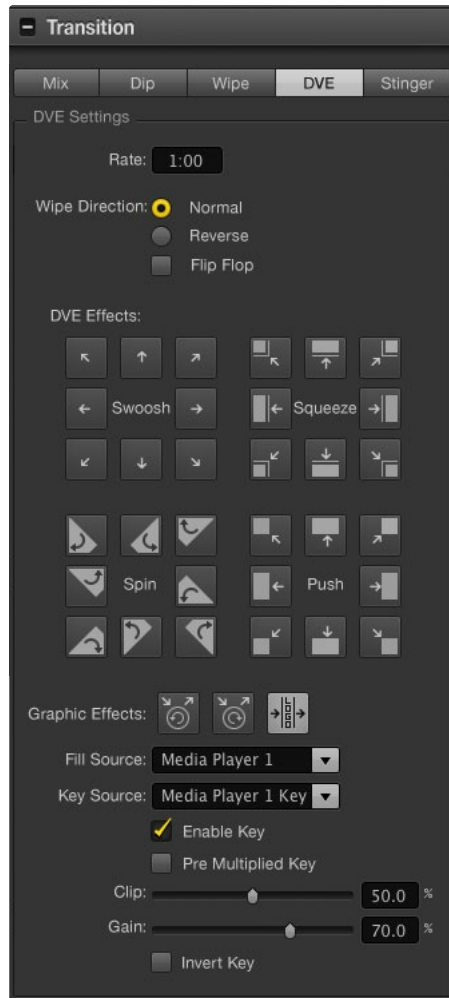 Transition
Mix Dip Wipe DVE Stinger
DVE Settings
Rate: 1:00
Wipe Direction: Normal
Reverse
Flip Flop
DVE Effects:
Swoosh Squeeze
Spin Push
Graphic Effects: LOGO
Fill Source: Media Player 1
Key Source: Media Player 1 Key
Enable Key
Pre Multiplied Key
Clip: 50.0 %
Gain: 70.0 %
Invert Key